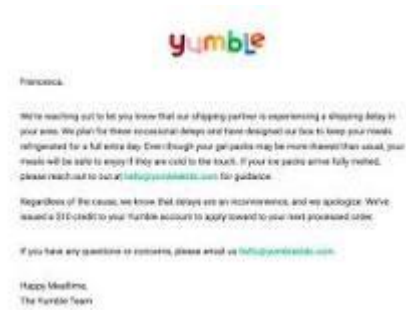 yumble
Francesca,
We're reaching out to let you know that our shipping partner is experiencing a shipping delay in
your area. We plan for these occasional delays and have designed our box to keep your meals
refrigerated for a full extra day. Even though your gel packs may be more thawed than usual, your
meals will be safe to enjoy if they are cold to the touch. If your ice packs arrive fully melted,
please reach out to out at hello@yumblekids.com for guidance.
Regardless of the cause, we know that delays are an inconvenience, and we apologize. We've
issued a $10 credit to your Yumble account to apply toward to your next processed order.
If you have any questions or concerns, please email us hello@yumblekids.com.
Happy Mealtime,
The Yumble Team